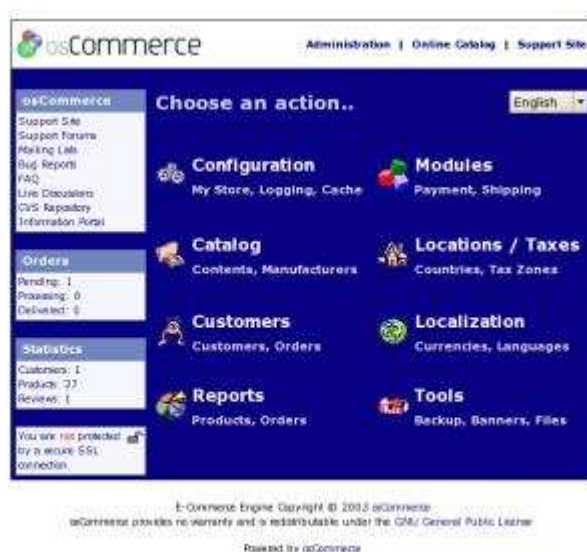 osCommerce
Administration | Online Catalog | Support Site
osCommerce
Support Site
Support Forums
Mailing Lists
Bug Reports
FAQ
Live Discussions
CVS Repository
Information Portal
Orders
Pending: 1
Processing: 0
Delivered: 0
Statistics
Customers: 1
Products: 27
Reviews: 1
You are not protected
by a secure SSL
connection.
Choose an action..
English
Configuration
My Store, Logging, Cache
Modules
Payment, Shipping
Catalog
Contents, Manufacturers
Locations / Taxes
Countries, Tax Zones
Customers
Customers, Orders
Localization
Currencies, Languages
Reports
Products, Orders
Tools
Backup, Banners, Files
E-Commerce Engine Copyright © 2003 osCommerce
osCommerce provides no warranty and is redistributable under the GNU General Public License
Powered by osCommerce